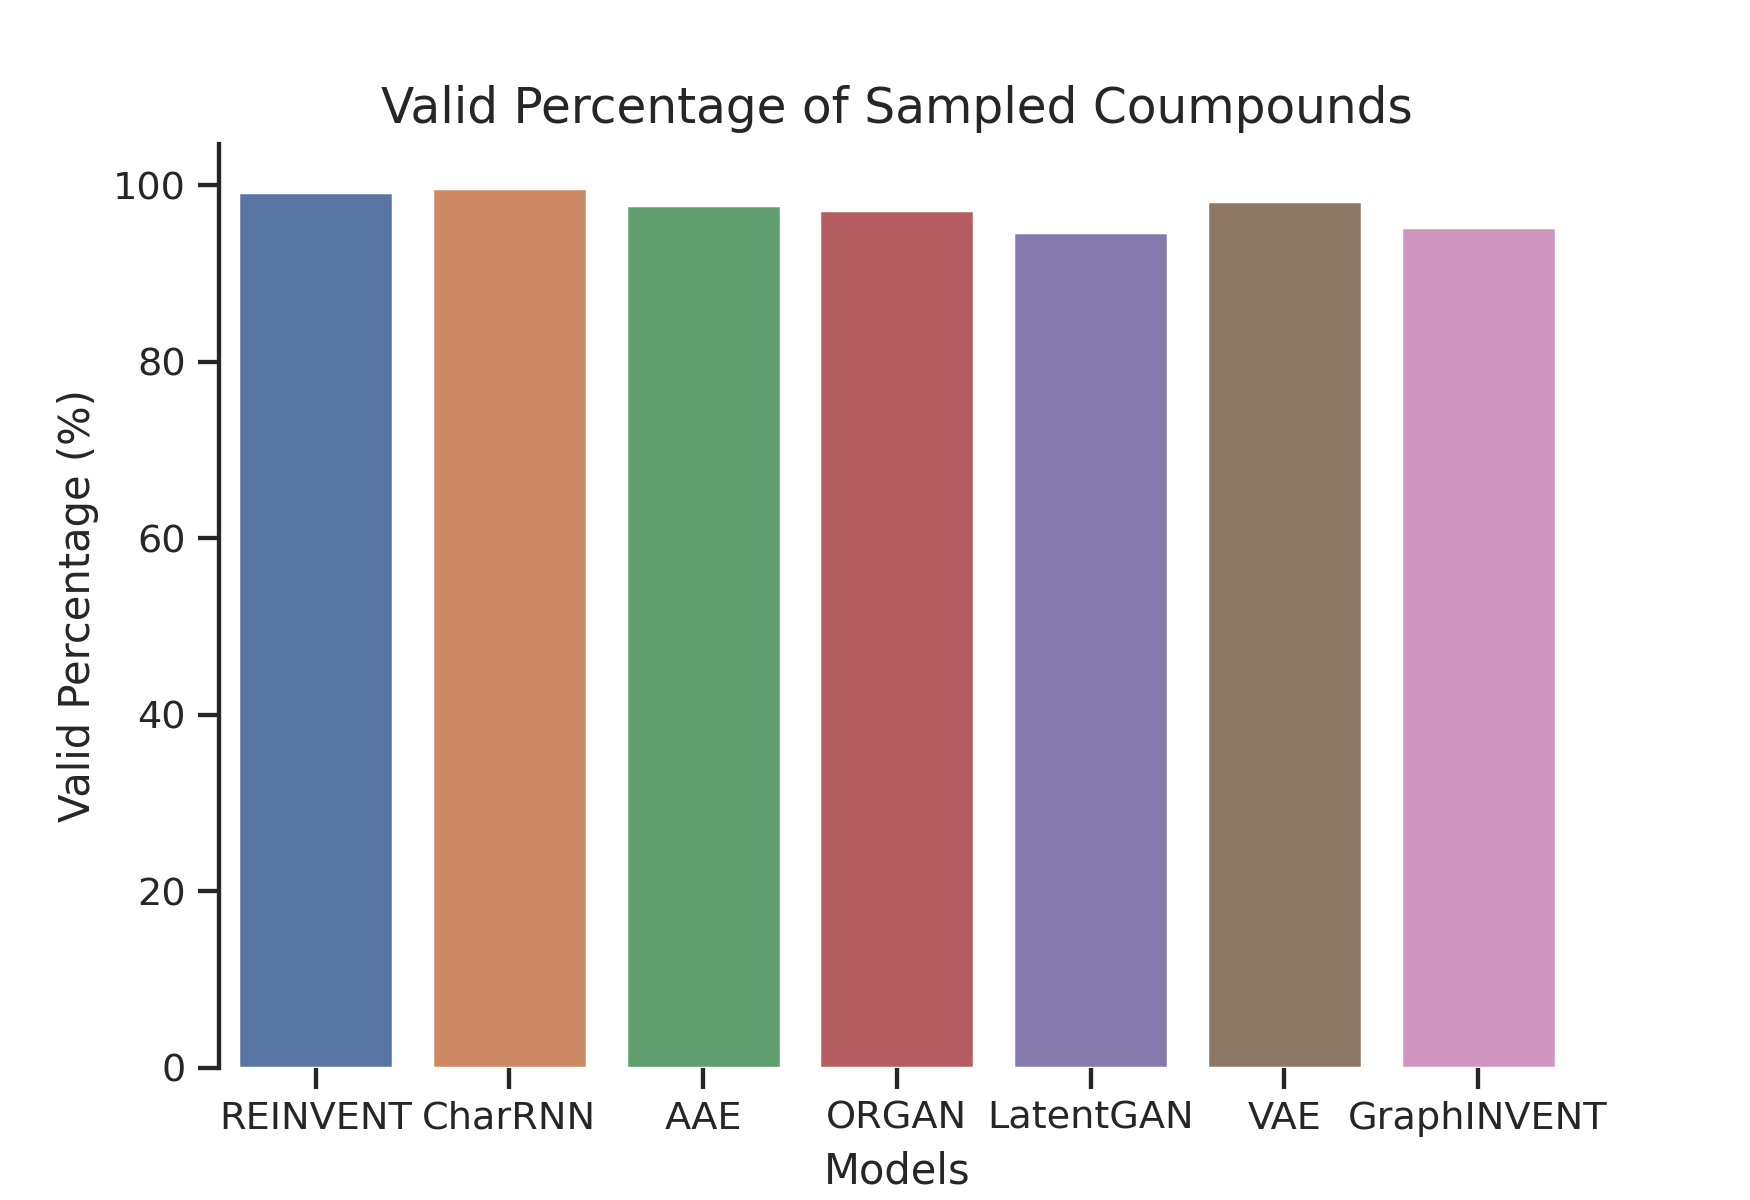 Valid Percentage of Sampled Coumpounds
Valid Percentage (%)
100
80
60
40
20
0
REINVENT CharRNN AAE ORGAN LatentGAN VAE GraphINVENT
Models